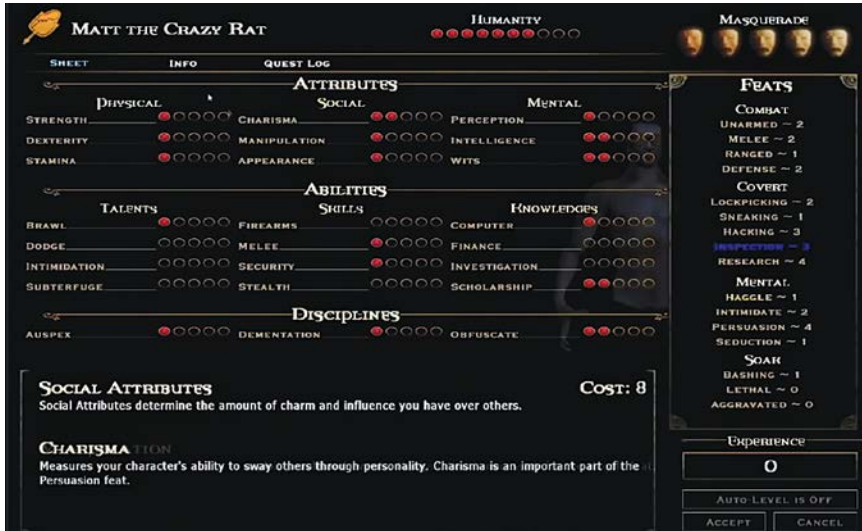 MATT THE CRAZY RAT
HUMANITY
MASQUERADE
SHEET INFO QUEST LOG
ATTRIBUTES
PHYSICAL SOCIAL MENTAL
STRENGTH CHARISMA PERCEPTION
DEXTERITY MANIPULATION INTELLIGENCE
STAMINA APPEARANCE WITS
ABILITIES
TALENTS SKILLS KNOWLEDGES
BRAWL FIREARMS COMPUTER
DODGE MELEE FINANCE
INTIMIDATION SECURITY INVESTIGATION
SUBTERFUGE STEALTH SCHOLARSHIP
DISCIPLINES
AUSPEX DEMENTATION OBFUSCATE
SOCIAL ATTRIBUTES COST: 8
Social Attributes determine the amount of charm and influence you have over others.
CHARISMA
Measures your character's ability to sway others through personality. Charisma is an important part of the
Persuasion feat.
FEATS
COMBAT
UNARMED ~ 2
MELEE ~ 2
RANGED ~ 1
DEFENSE ~ 2
COVERT
LOCKPICKING ~ 2
SNEAKING ~ 1
HACKING ~ 3
INSPECTION ~ 3
RESEARCH ~ 4
MENTAL
HAGGLE ~ 1
INTIMIDATE ~ 2
PERSUASION ~ 4
SEDUCTION ~ 1
SOAK
BASHING ~ 1
LETHAL ~ 0
AGGRAVATED ~ 0
EXPERIENCE
0
AUTO-LEVEL IS OFF
ACCEPT CANCEL